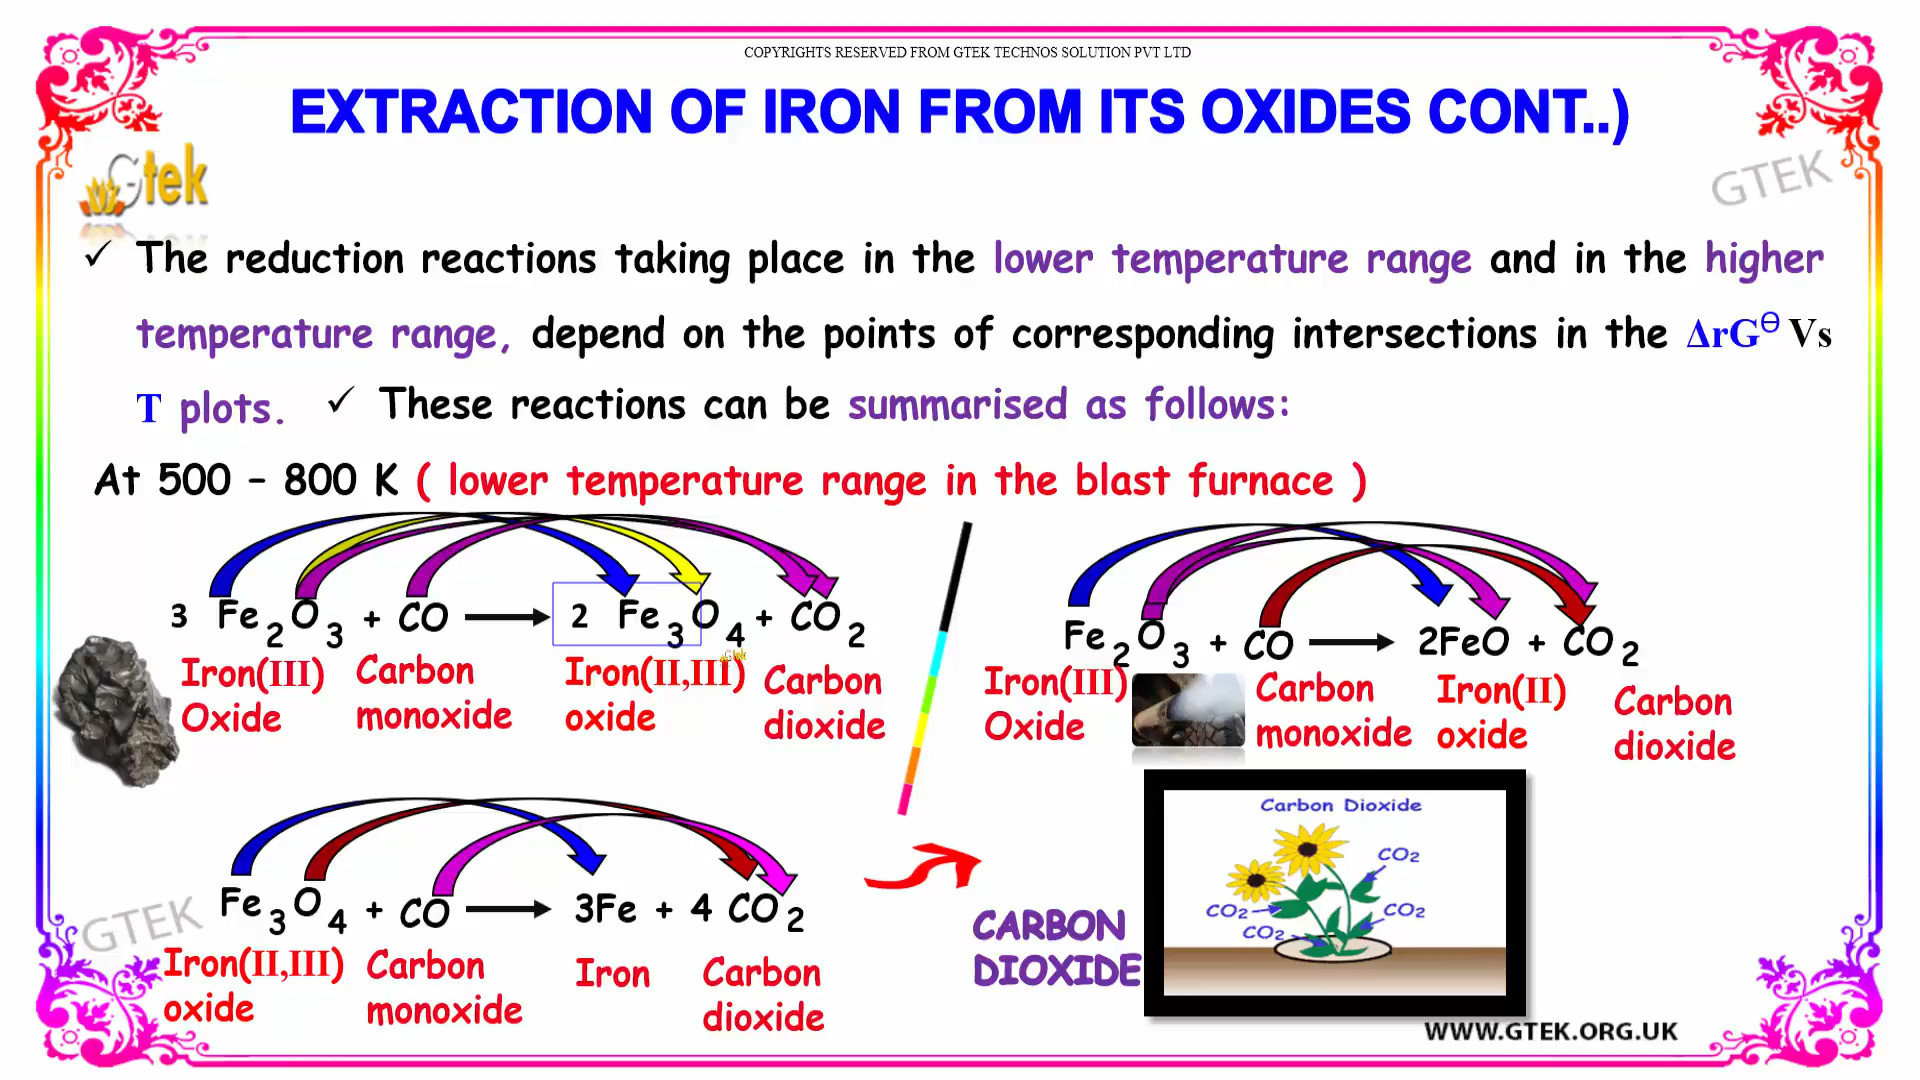 COPYRIGHTS RESERVED FROM GTEK TECHNOS SOLUTION PVT LTD
EXTRACTION OF IRON FROM ITS OXIDES CONT..)
Gtek
GTEK
✓ The reduction reactions taking place in the lower temperature range and in the higher
temperature range, depend on the points of corresponding intersections in the ΔrG⊖ Vs
T plots. ✓ These reactions can be summarised as follows:
At 500 – 800 K ( lower temperature range in the blast furnace )
3 Fe2O3 + CO → 2 Fe3O4 + CO2
Gtek
Iron(III) Oxide
Carbon monoxide
Iron(II,III) oxide
Carbon dioxide
Fe2O3 + CO → 2FeO + CO2
Iron(III) Oxide
Carbon monoxide
Iron(II) oxide
Carbon dioxide
Fe3O4 + CO → 3Fe + 4 CO2
GTEK
Iron(II,III) oxide
Carbon monoxide
Iron
Carbon dioxide
CARBON
DIOXIDE
Carbon Dioxide
CO2
CO2
CO2
CO2
WWW.GTEK.ORG.UK